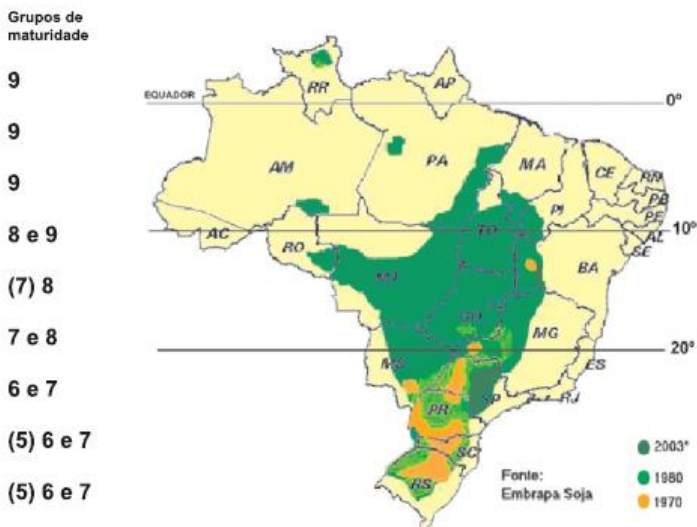 Grupos de
maturidade
9
9
9
8 e 9
(7) 8
7 e 8
6 e 7
(5) 6 e 7
(5) 6 e 7
EQUADOR
0º
10º
20º
RR
AP
AM
PA
MA
CE
RN
PB
PE
AL
SE
PI
AC
RO
TO
BA
MT
GO
MG
ES
MS
SP
RJ
PR
SC
RS
Fonte:
Embrapa Soja
2003*
1980
1970